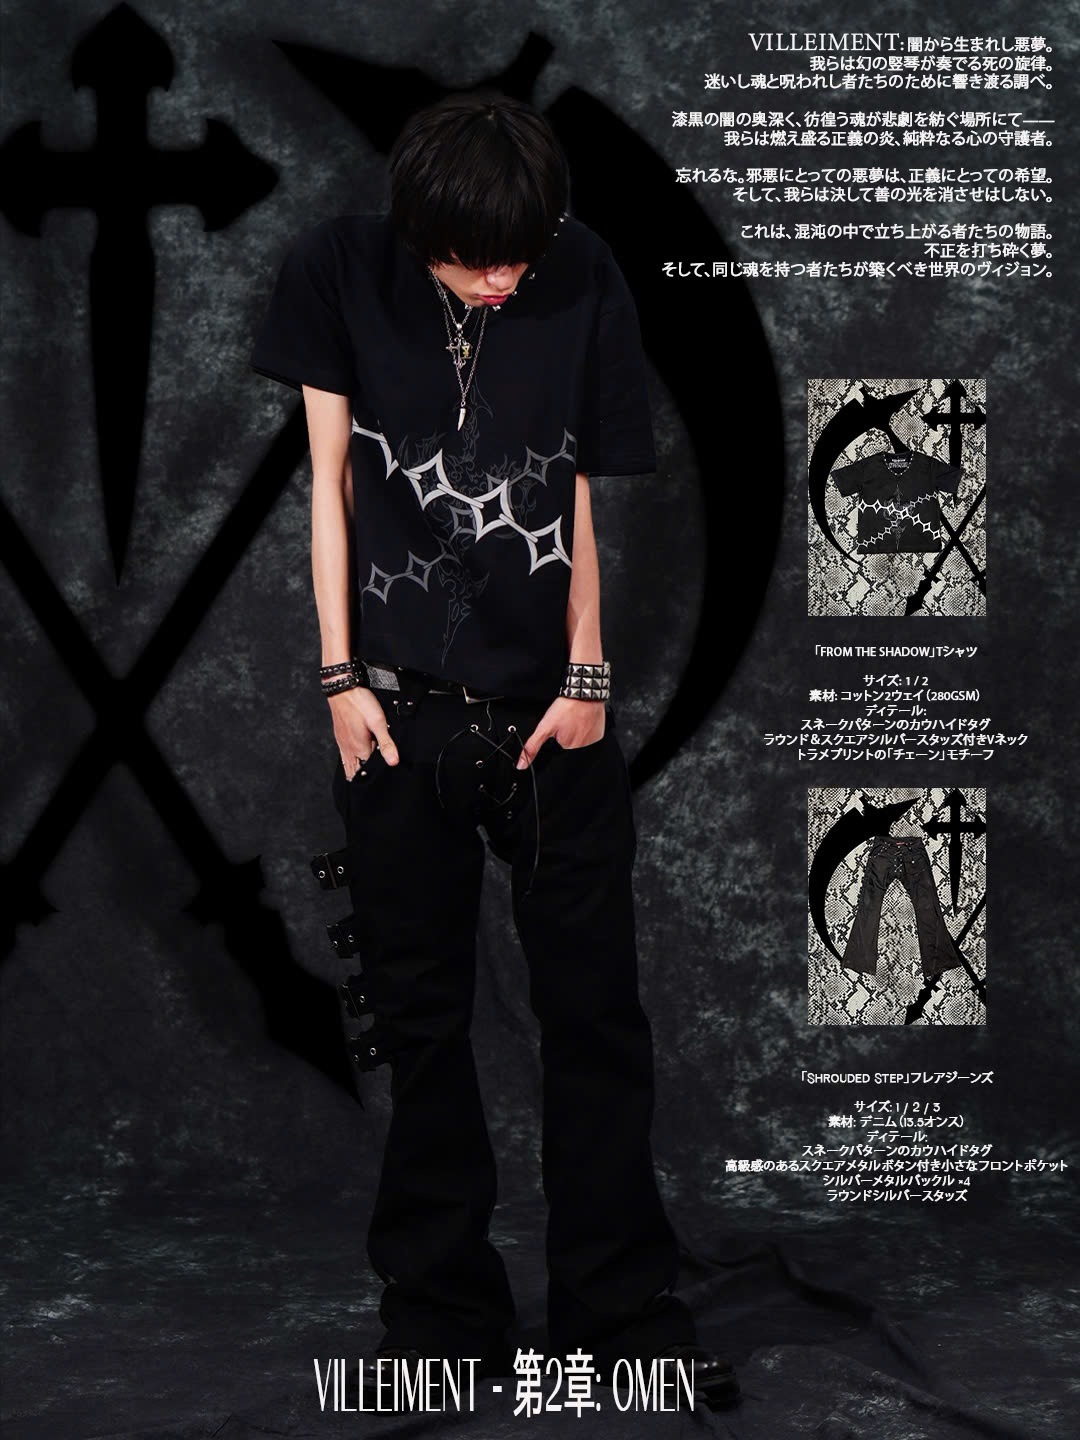 VILLEIMENT: 闇から生まれし悪夢。
我らは幻の竪琴が奏でる死の旋律。
迷いし魂と呪われし者たちのために響き渡る調べ。
漆黒の闇の奥深く、彷徨う魂が悲劇を紡ぐ場所にて——
我らは燃え盛る正義の炎、純粋なる心の守護者。
忘れるな。邪悪にとっての悪夢は、正義にとっての希望。
そして、我らは決して善の光を消させはしない。
これは、混沌の中で立ち上がる者たちの物語。
不正を打ち砕く夢。
そして、同じ魂を持つ者たちが築くべき世界のヴィジョン。
「FROM THE SHADOW」Tシャツ
サイズ: 1 / 2
素材: コットン2ウェイ（280GSM）
ディテール:
スネークパターンのカウハイドタグ
ラウンド＆スクエアシルバースタッズ付きVネック
トラメプリントの「チェーン」モチーフ
「SHROUDED STEP」フレアジーンズ
サイズ: 1 / 2 / 3
素材: デニム（13.5オンス）
ディテール:
スネークパターンのカウハイドタグ
高級感のあるスクエアメタルボタン付き小さなフロントポケット
シルバーメタルバックル ×4
ラウンドシルバースタッズ
VILLEIMENT - 第2章: OMEN